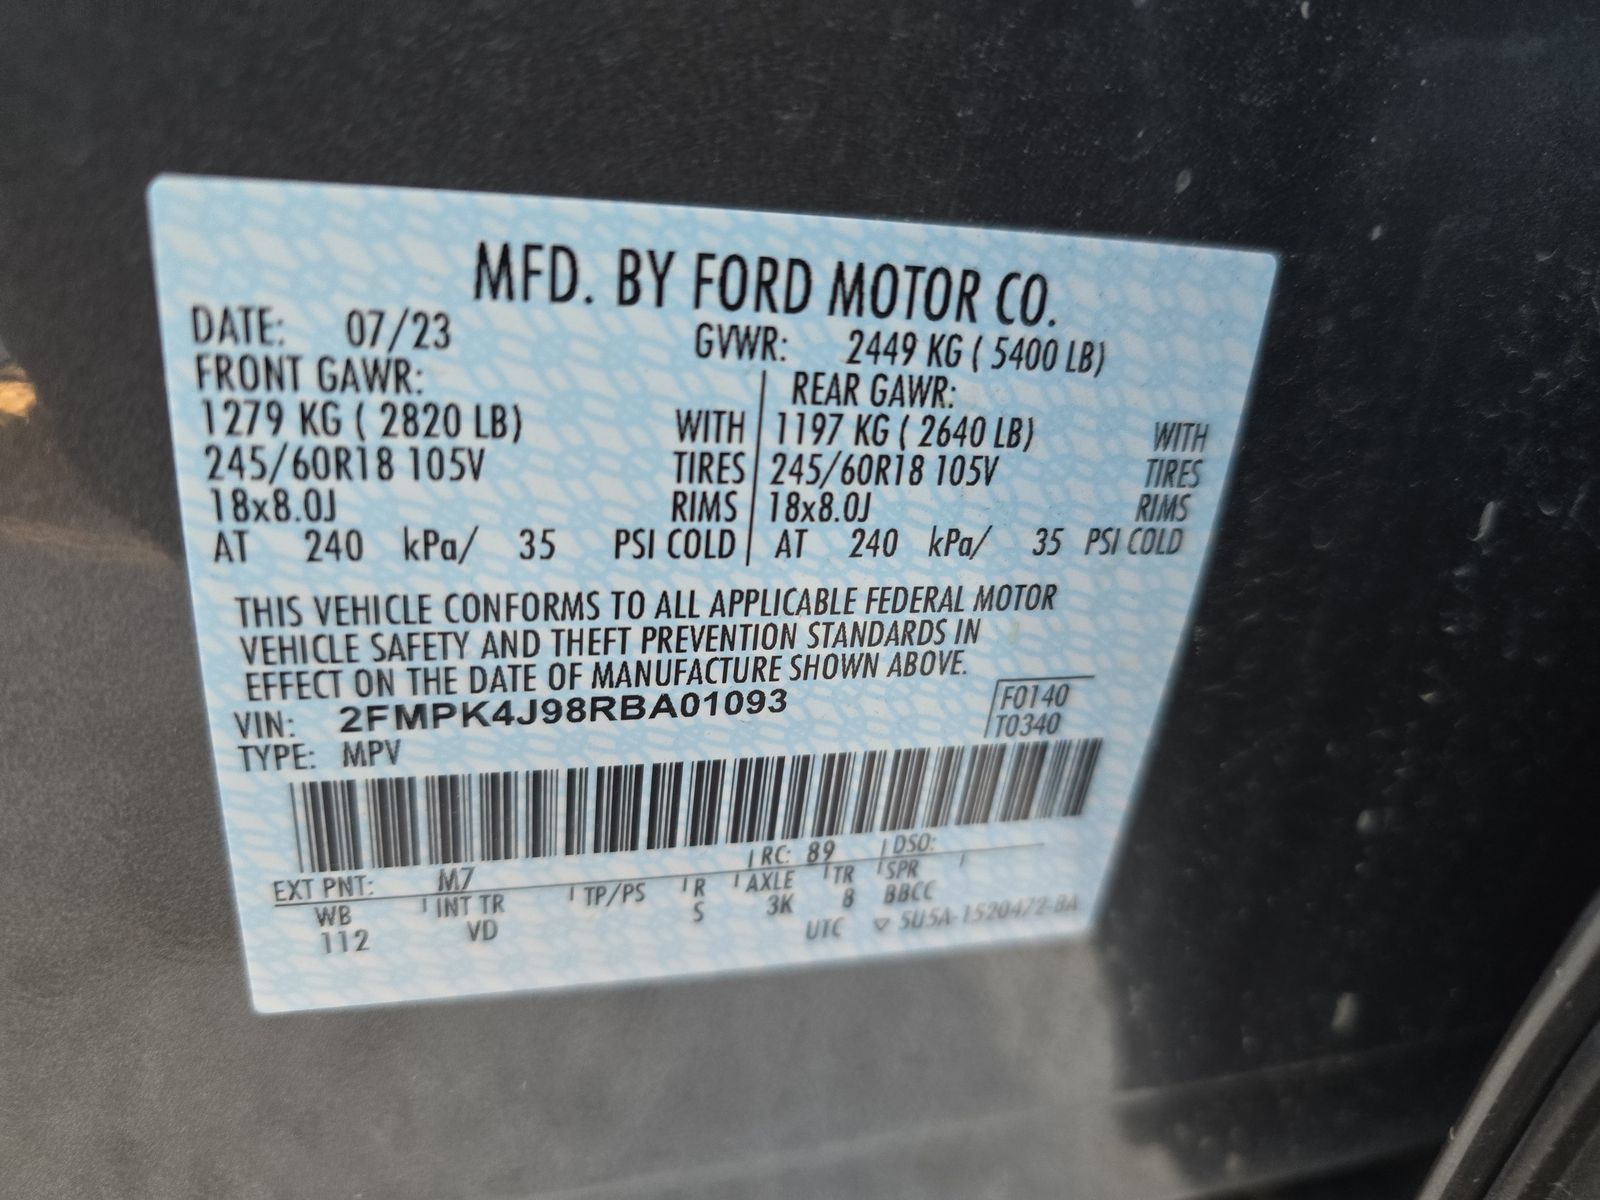 MFD. BY FORD MOTOR CO.
DATE: 07/23 GVWR: 2449 KG ( 5400 LB)
FRONT GAWR: REAR GAWR:
1279 KG ( 2820 LB) WITH 1197 KG ( 2640 LB) WITH
245/60R18 105V TIRES 245/60R18 105V TIRES
18x8.0J RIMS 18x8.0J RIMS
AT 240 kPa/ 35 PSI COLD AT 240 kPa/ 35 PSI COLD
THIS VEHICLE CONFORMS TO ALL APPLICABLE FEDERAL MOTOR
VEHICLE SAFETY AND THEFT PREVENTION STANDARDS IN
EFFECT ON THE DATE OF MANUFACTURE SHOWN ABOVE.
VIN: 2FMPK4J98RBA01093 F0140
TYPE: MPV T0340
EXT PNT: M7 RC: 89 DSO:
WB INT TR TP/PS R AXLE TR SPR
112 VD S 3K 8 BBCC
UTC ▽ 5U5A-1520472-BA